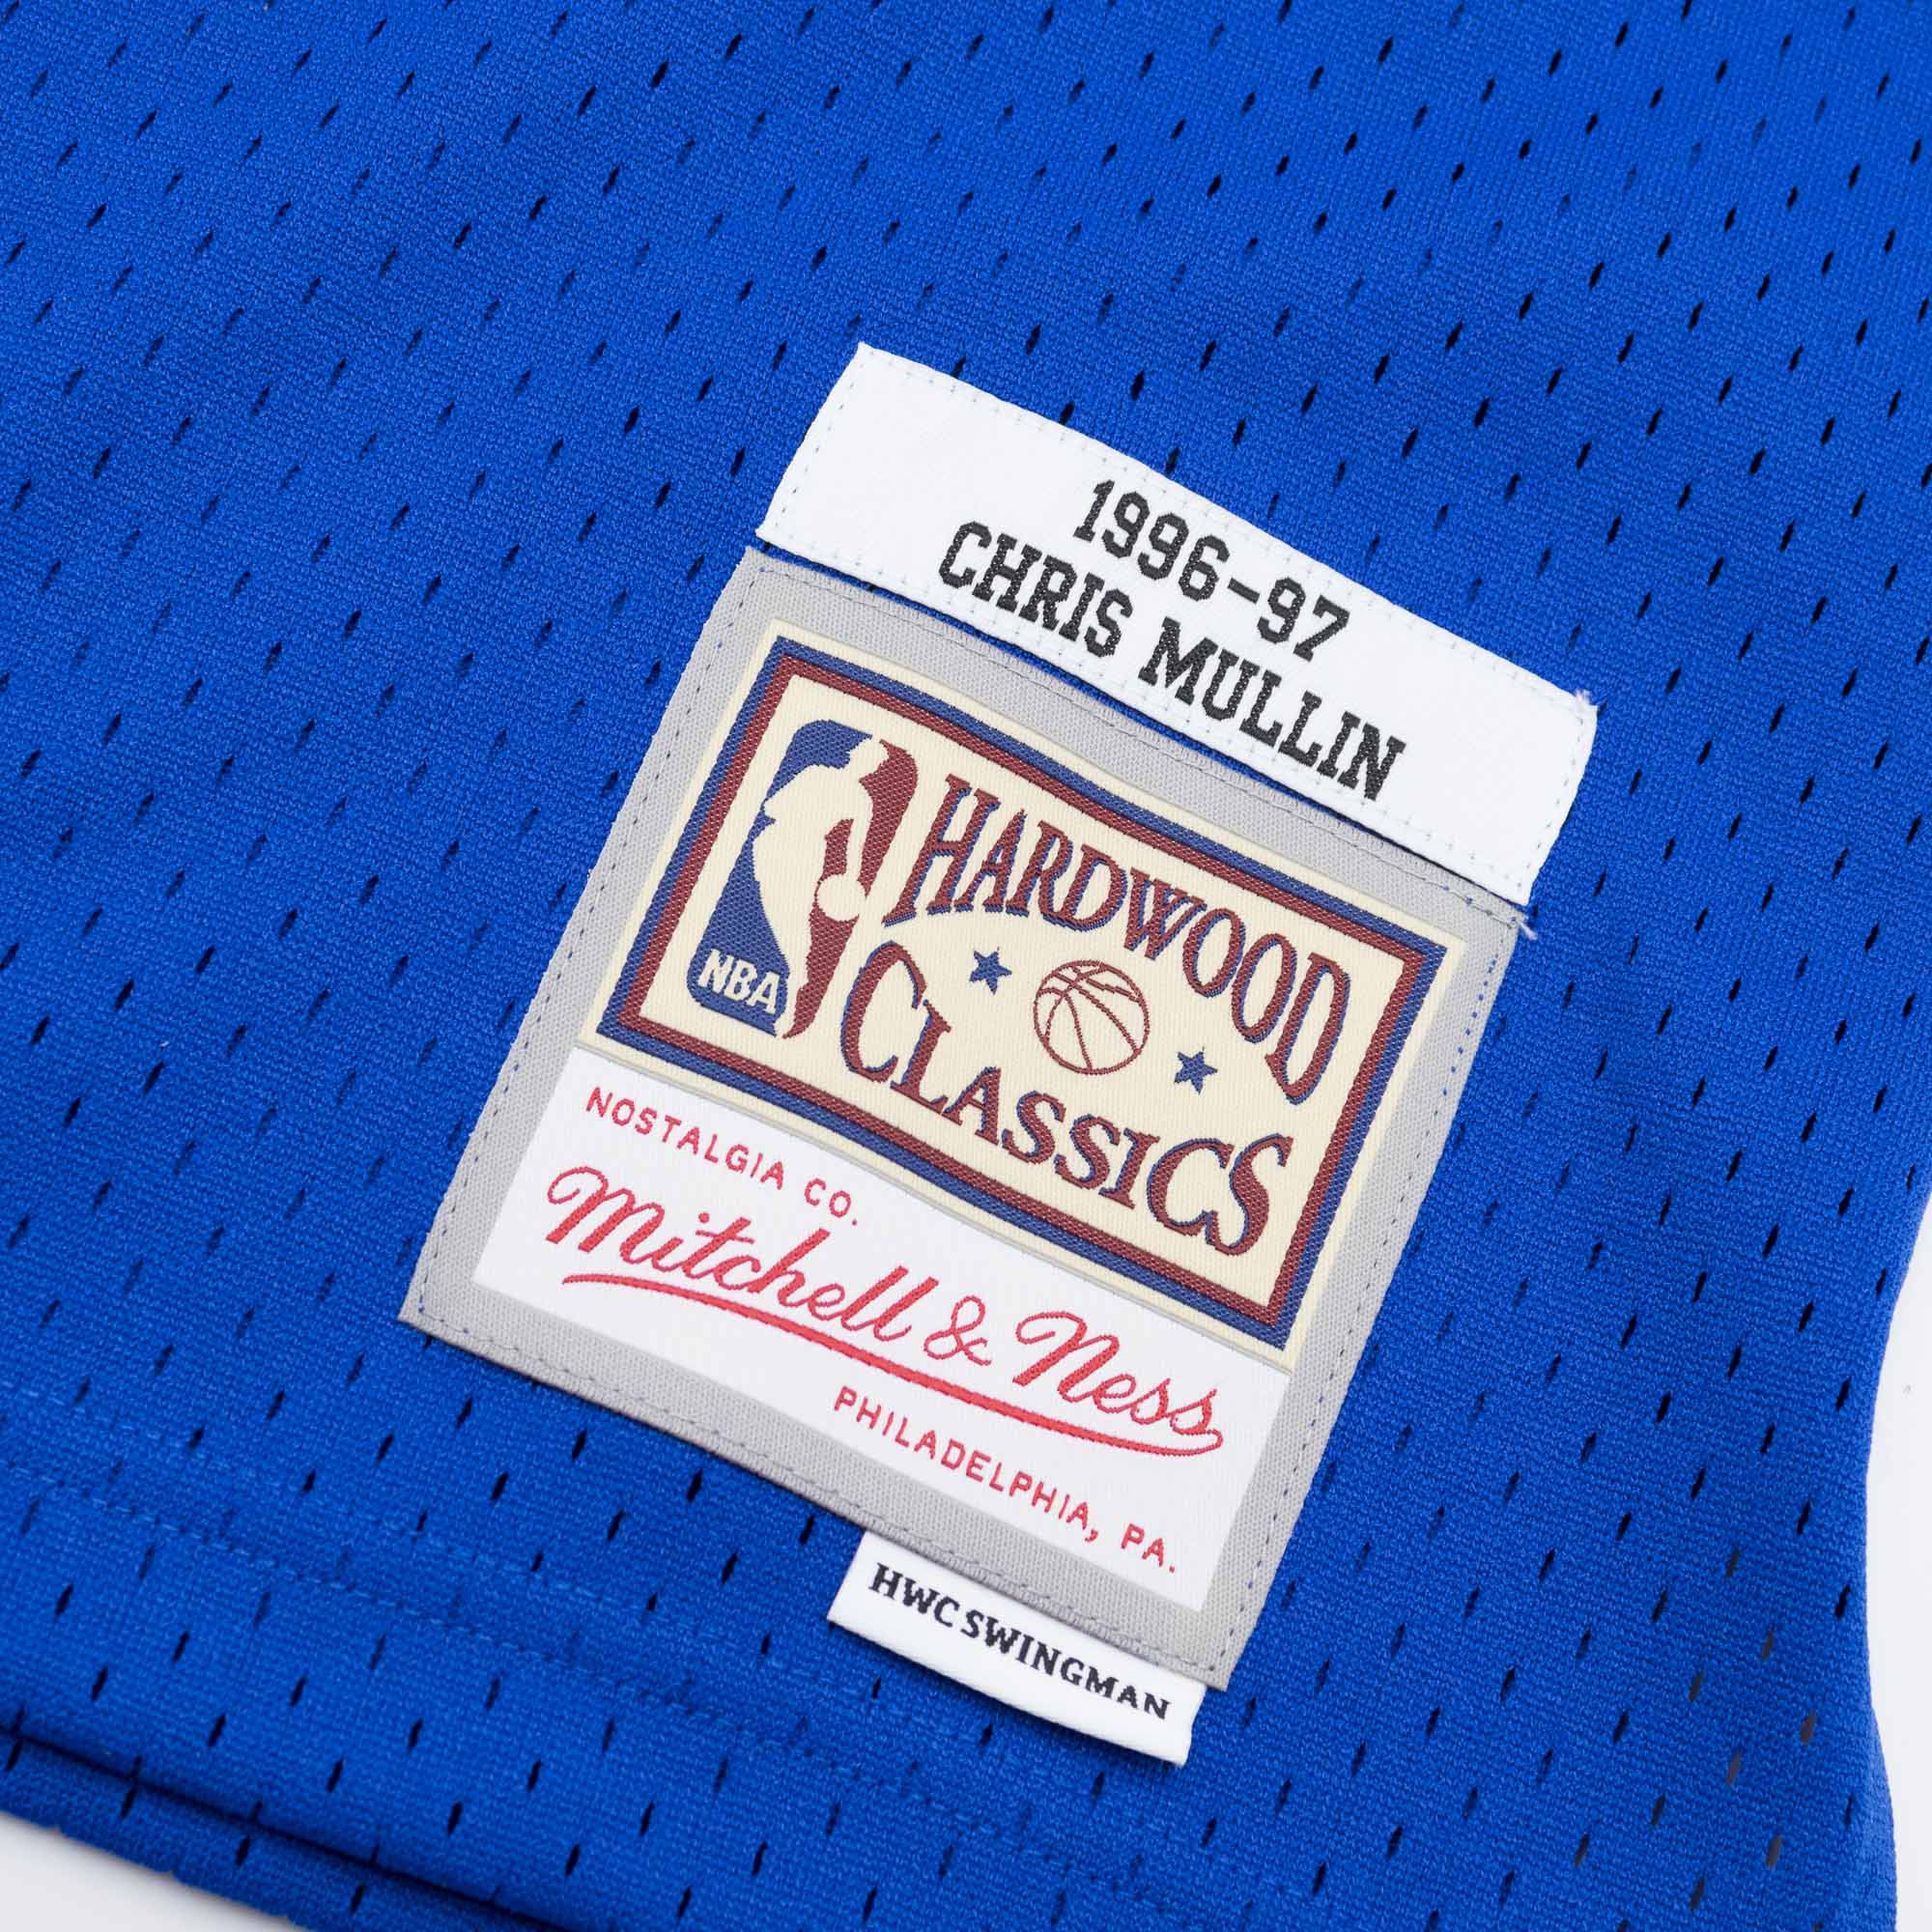 1996-97
CHRIS MULLIN
NBA
HARDWOOD
CLASSICS
NOSTALGIA CO.
Mitchell & Ness
PHILADELPHIA, PA.
HWC SWINGMAN